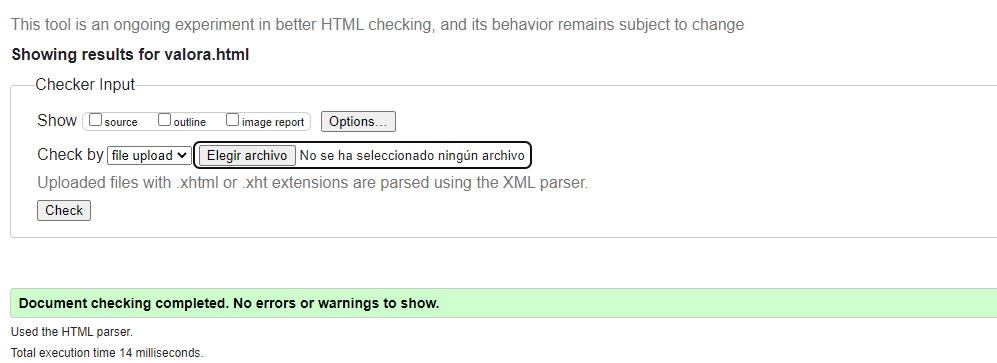 This tool is an ongoing experiment in better HTML checking, and its behavior remains subject to change
Showing results for valora.html
Checker Input
Show source outline image report Options...
Check by file upload Elegir archivo No se ha seleccionado ningún archivo
Uploaded files with .xhtml or .xht extensions are parsed using the XML parser.
Check
Document checking completed. No errors or warnings to show.
Used the HTML parser.
Total execution time 14 milliseconds.